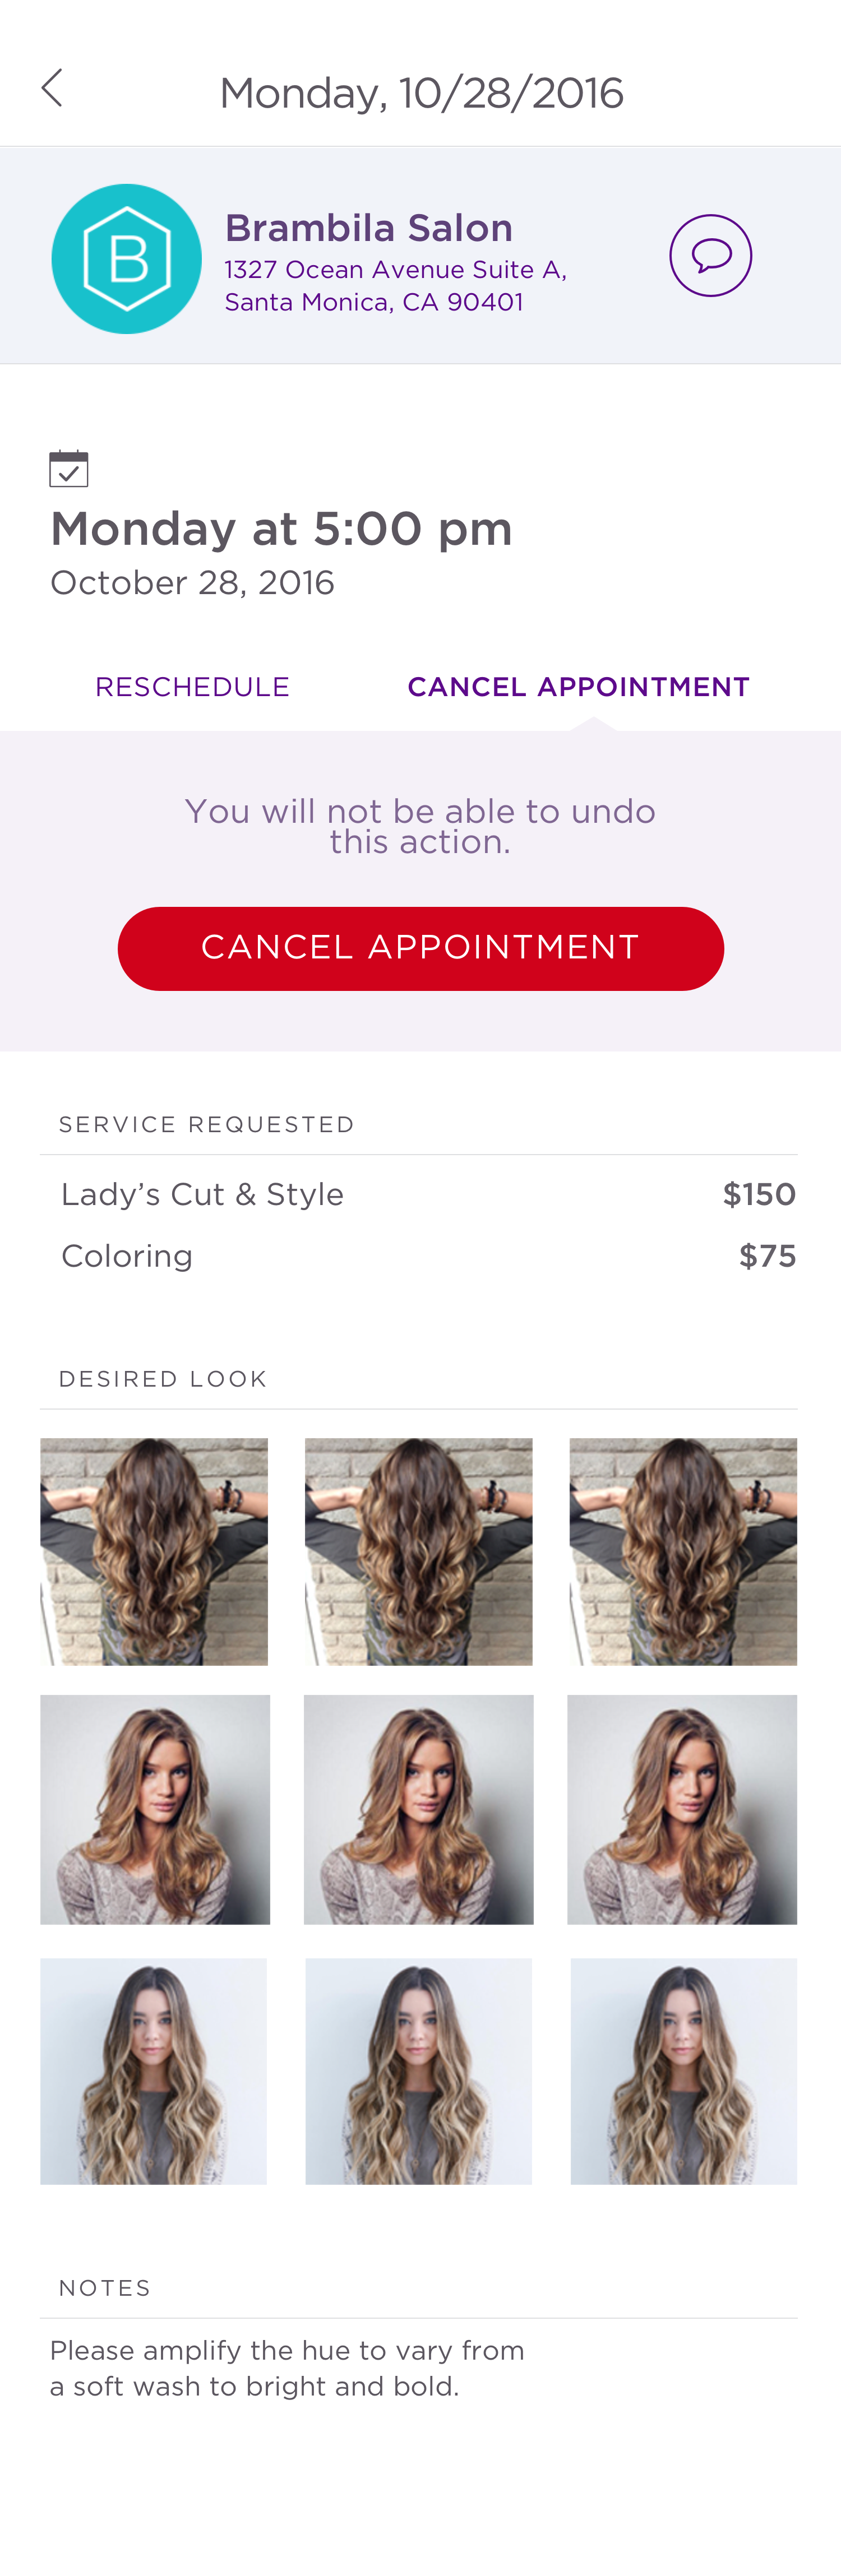 Monday, 10/28/2016
B
Brambila Salon
1327 Ocean Avenue Suite A,
Santa Monica, CA 90401
Monday at 5:00 pm
October 28, 2016
RESCHEDULE
CANCEL APPOINTMENT
You will not be able to undo
this action.
CANCEL APPOINTMENT
SERVICE REQUESTED
Lady’s Cut & Style $150
Coloring $75
DESIRED LOOK
NOTES
Please amplify the hue to vary from
a soft wash to bright and bold.